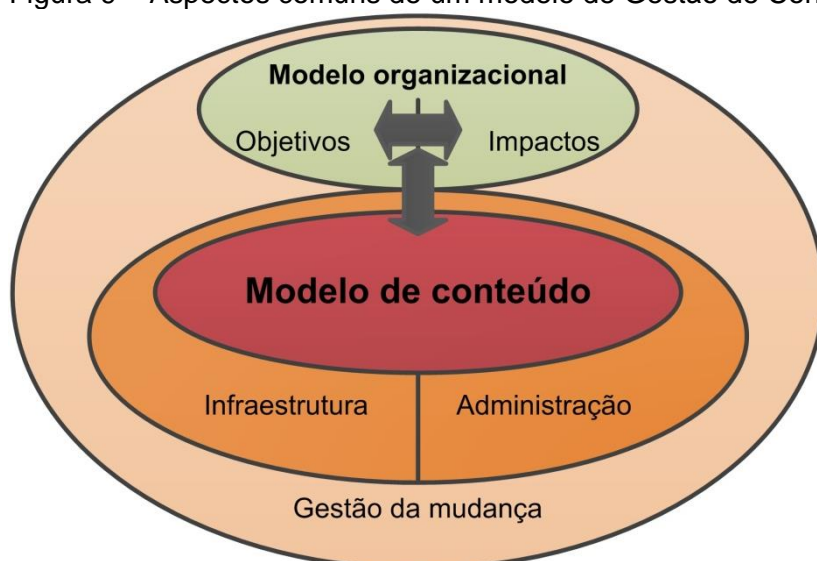 Aspectos comuns de um modelo de Gestão de
Modelo organizacional
Objetivos Impactos
Modelo de conteúdo
Infraestrutura Administração
Gestão da mudança